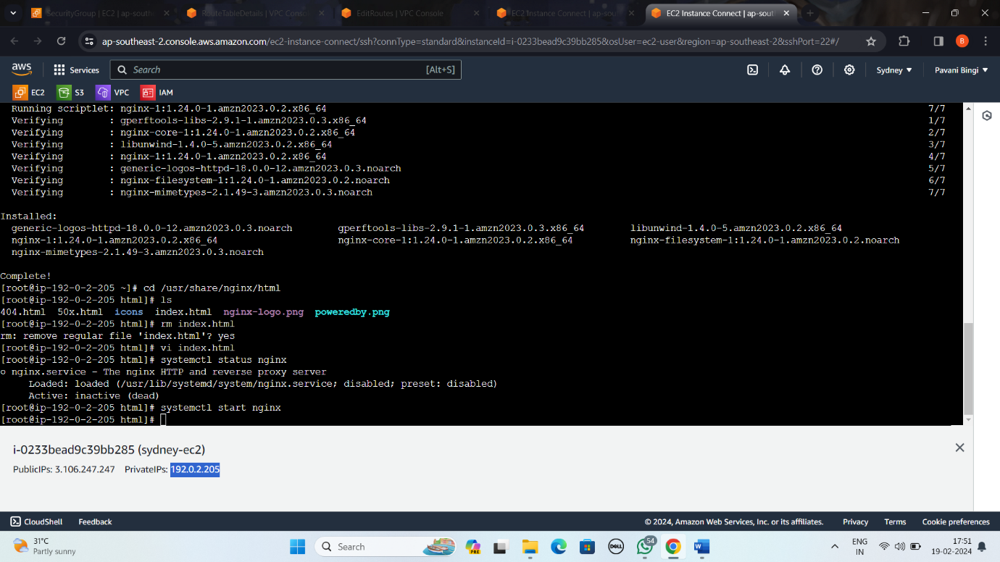 SecurityGroup | EC2 | ap-south
RouteTableDetails | VPC Conso
EditRoutes | VPC Console
EC2 Instance Connect | ap-sou
EC2 Instance Connect | ap-sout
ap-southeast-2.console.aws.amazon.com/ec2-instance-connect/ssh?connType=standard&instanceId=i-0233bead9c39bb285&osUser=ec2-user&region=ap-southeast-2&sshPort=22#/
B
aws
Services
Search
[Alt+S]
Sydney
Pavani Bingi
EC2
S3
VPC
IAM
Running scriptlet: nginx-1:1.24.0-1.amzn2023.0.2.x86_64 7/7
Verifying : gperftools-libs-2.9.1-1.amzn2023.0.3.x86_64 1/7
Verifying : nginx-core-1:1.24.0-1.amzn2023.0.2.x86_64 2/7
Verifying : libunwind-1.4.0-5.amzn2023.0.2.x86_64 3/7
Verifying : nginx-1:1.24.0-1.amzn2023.0.2.x86_64 4/7
Verifying : generic-logos-httpd-18.0.0-12.amzn2023.0.3.noarch 5/7
Verifying : nginx-filesystem-1:1.24.0-1.amzn2023.0.2.noarch 6/7
Verifying : nginx-mimetypes-2.1.49-3.amzn2023.0.3.noarch 7/7
Installed:
generic-logos-httpd-18.0.0-12.amzn2023.0.3.noarch gperftools-libs-2.9.1-1.amzn2023.0.3.x86_64 libunwind-1.4.0-5.amzn2023.0.2.x86_64
nginx-1:1.24.0-1.amzn2023.0.2.x86_64 nginx-core-1:1.24.0-1.amzn2023.0.2.x86_64 nginx-filesystem-1:1.24.0-1.amzn2023.0.2.noarch
nginx-mimetypes-2.1.49-3.amzn2023.0.3.noarch
Complete!
[root@ip-192-0-2-205 ~]# cd /usr/share/nginx/html
[root@ip-192-0-2-205 html]# ls
404.html 50x.html icons index.html nginx-logo.png poweredby.png
[root@ip-192-0-2-205 html]# rm index.html
rm: remove regular file 'index.html'? yes
[root@ip-192-0-2-205 html]# vi index.html
[root@ip-192-0-2-205 html]# systemctl status nginx
○ nginx.service - The nginx HTTP and reverse proxy server
Loaded: loaded (/usr/lib/systemd/system/nginx.service; disabled; preset: disabled)
Active: inactive (dead)
[root@ip-192-0-2-205 html]# systemctl start nginx
[root@ip-192-0-2-205 html]#
i-0233bead9c39bb285 (sydney-ec2)
PublicIPs: 3.106.247.247 PrivateIPs: 192.0.2.205
CloudShell Feedback © 2024, Amazon Web Services, Inc. or its affiliates. Privacy Terms Cookie preferences
31°C
Partly sunny
Search
PRE
DELL
54
W
ENG
IN
17:51
19-02-2024